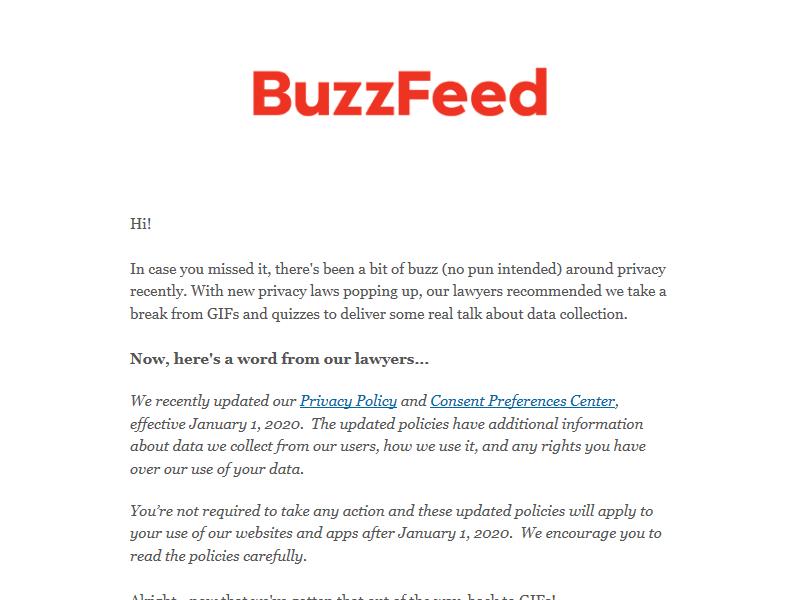 BuzzFeed
Hi!
In case you missed it, there's been a bit of buzz (no pun intended) around privacy
recently. With new privacy laws popping up, our lawyers recommended we take a
break from GIFs and quizzes to deliver some real talk about data collection.
Now, here's a word from our lawyers...
We recently updated our Privacy Policy and Consent Preferences Center,
effective January 1, 2020.  The updated policies have additional information
about data we collect from our users, how we use it, and any rights you have
over our use of your data.
You’re not required to take any action and these updated policies will apply to
your use of our websites and apps after January 1, 2020.  We encourage you to
read the policies carefully.